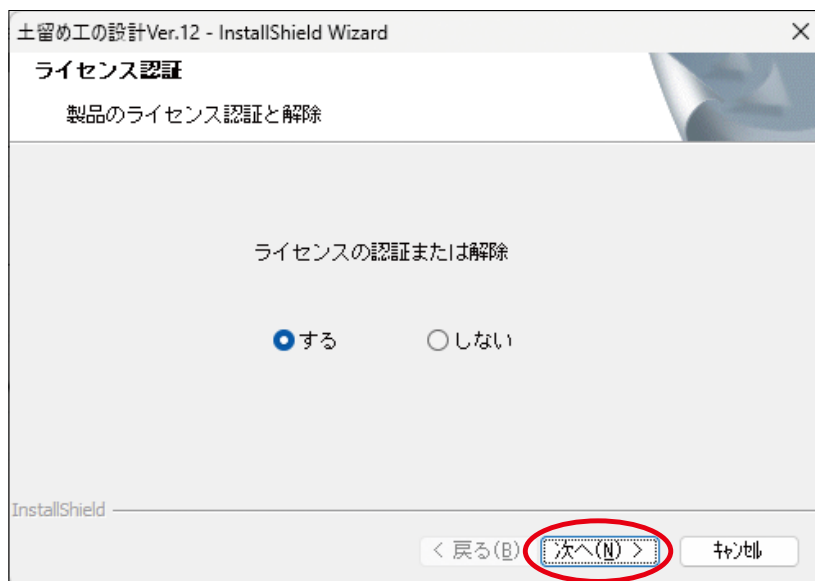 土留め工の設計Ver.12 - InstallShield Wizard
ライセンス認証
製品のライセンス認証と解除
ライセンスの認証または解除
する
しない
InstallShield
< 戻る(B)
次へ(N) >
ｷｬﾝｾﾙ